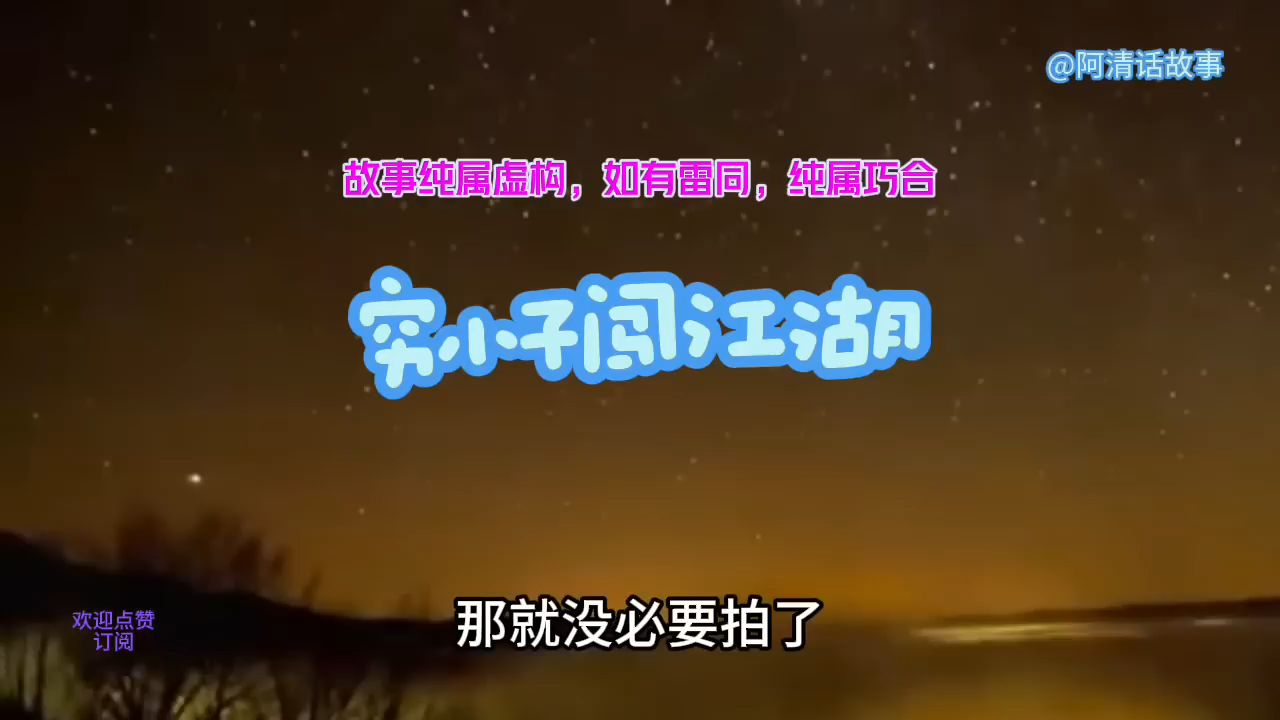 @阿清话故事
故事纯属虚构，如有雷同，纯属巧合
穷小子闯江湖
欢迎点赞
订阅
那就没必要拍了